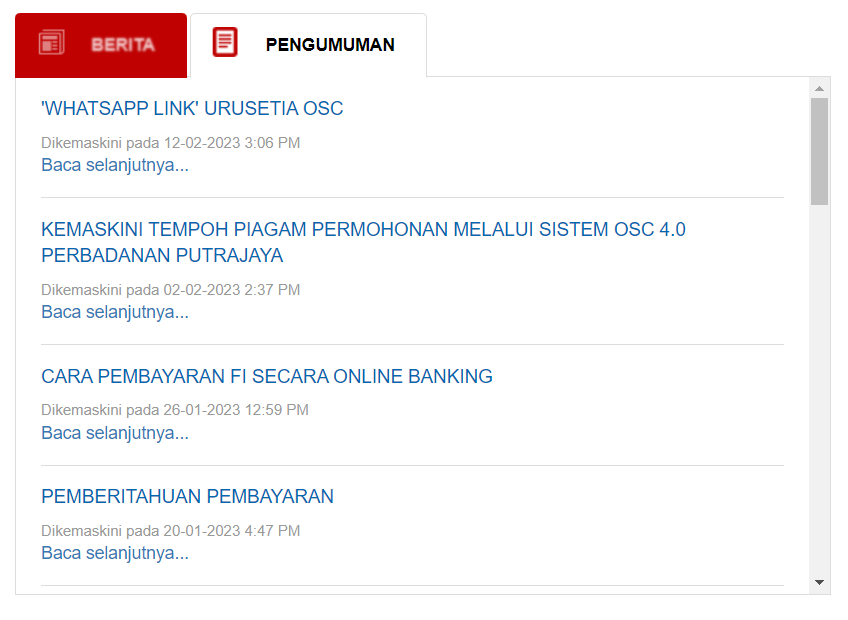 BERITA
PENGUMUMAN
'WHATSAPP LINK' URUSETIA OSC
Dikemaskini pada 12-02-2023 3:06 PM
Baca selanjutnya...
KEMASKINI TEMPOH PIAGAM PERMOHONAN MELALUI SISTEM OSC 4.0
PERBADANAN PUTRAJAYA
Dikemaskini pada 02-02-2023 2:37 PM
Baca selanjutnya...
CARA PEMBAYARAN FI SECARA ONLINE BANKING
Dikemaskini pada 26-01-2023 12:59 PM
Baca selanjutnya...
PEMBERITAHUAN PEMBAYARAN
Dikemaskini pada 20-01-2023 4:47 PM
Baca selanjutnya...